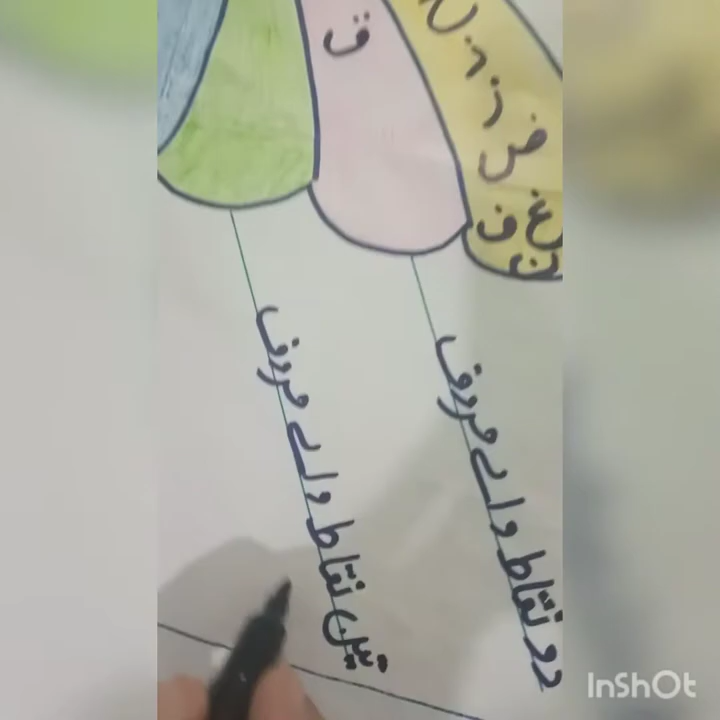 ق
ز ذ ض
غ ف ن
دو نقاط والے حروف
تین نقاط والے حروف
InShOt